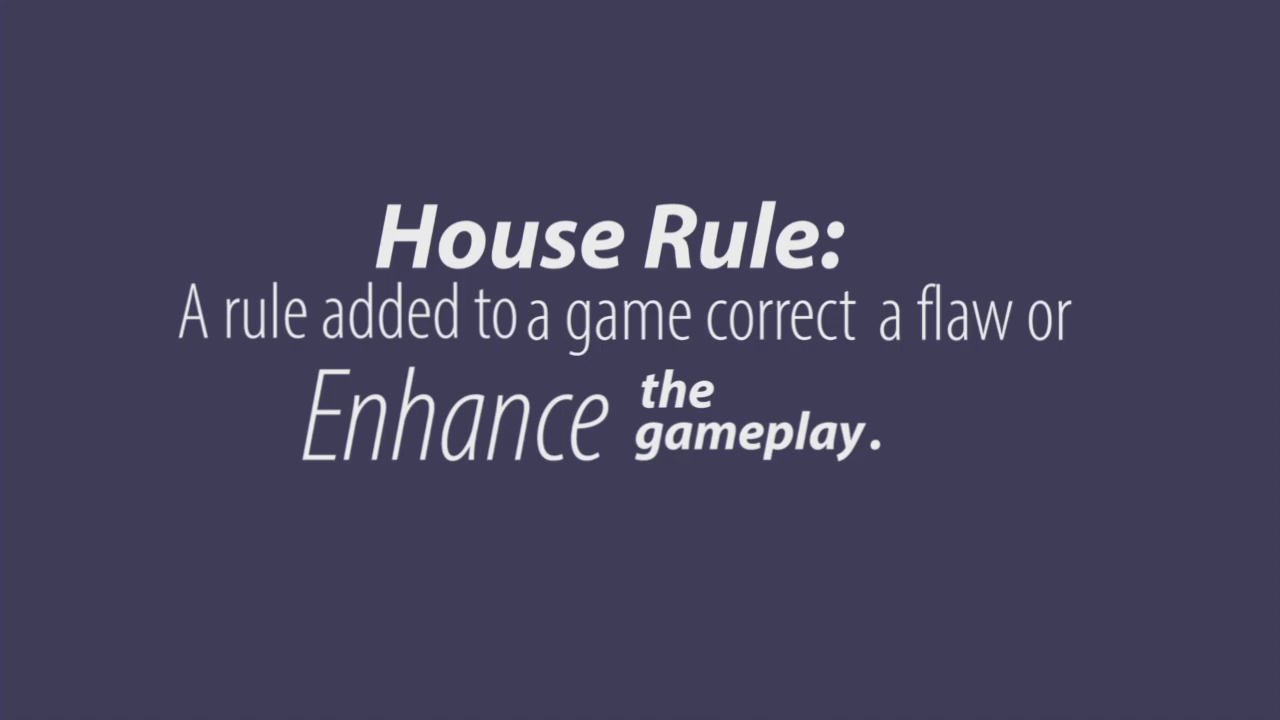 House Rule:
A rule added to a game correct a flaw or
Enhance the
gameplay.